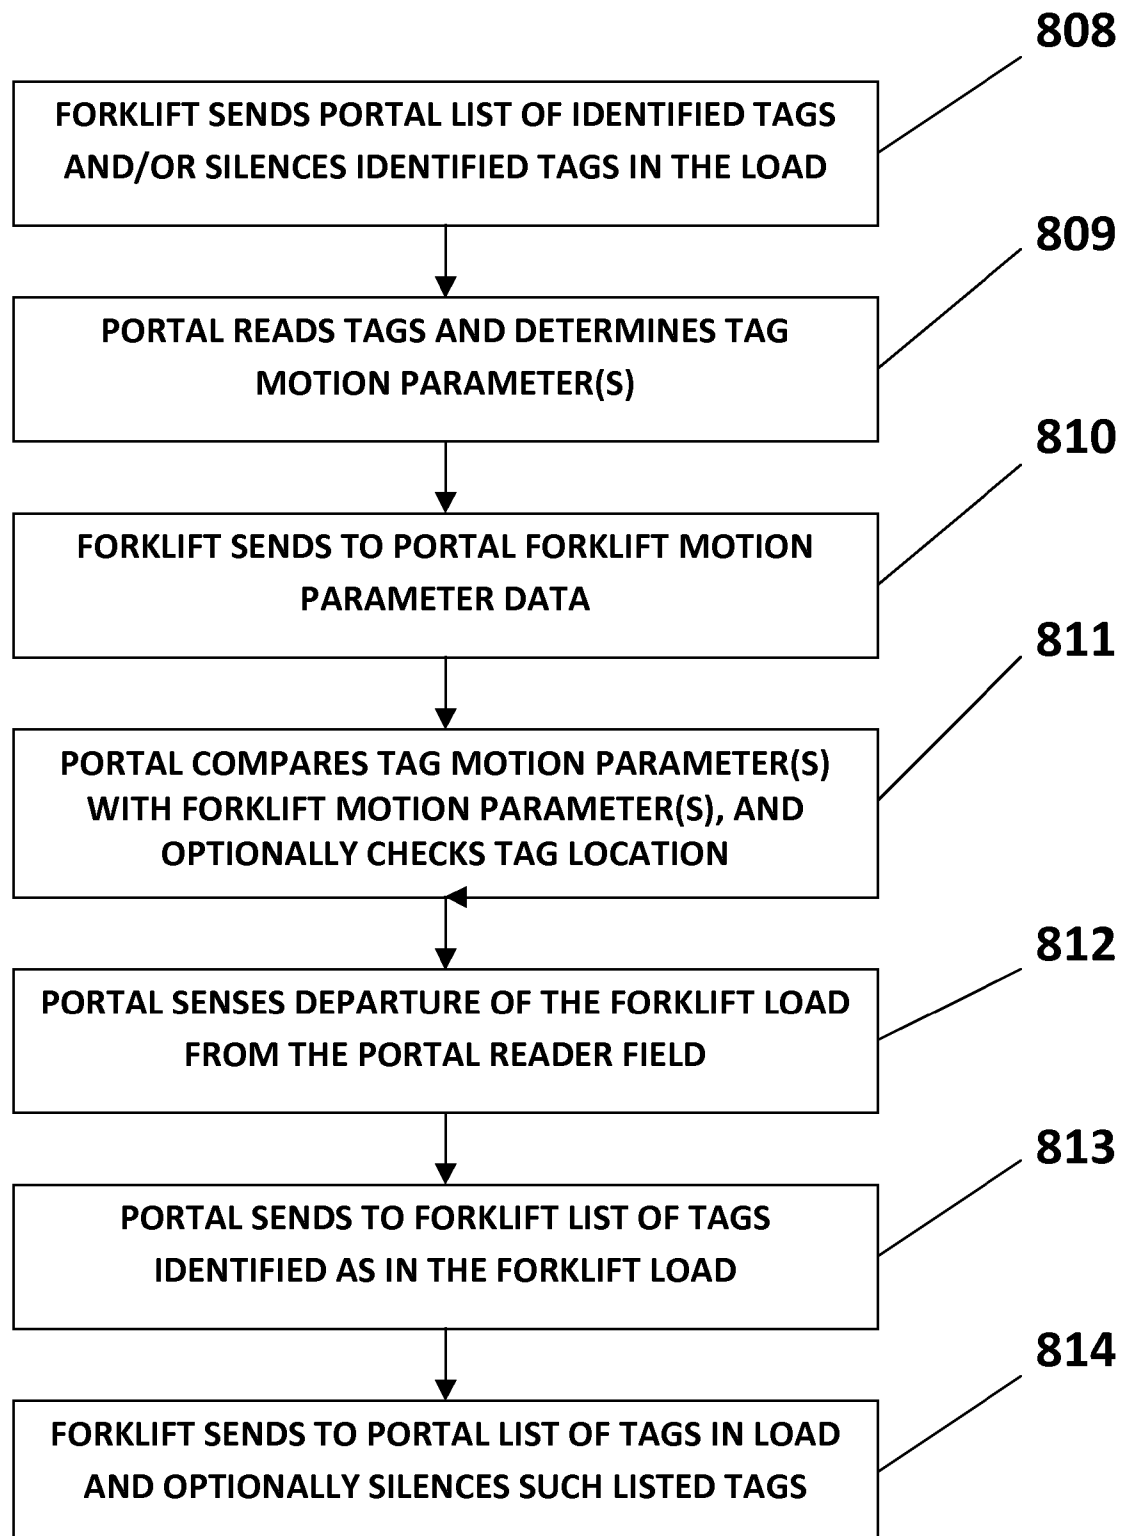 808
FORKLIFT SENDS PORTAL LIST OF IDENTIFIED TAGS
AND/OR SILENCES IDENTIFIED TAGS IN THE LOAD
809
PORTAL READS TAGS AND DETERMINES TAG
MOTION PARAMETER(S)
810
FORKLIFT SENDS TO PORTAL FORKLIFT MOTION
PARAMETER DATA
811
PORTAL COMPARES TAG MOTION PARAMETER(S)
WITH FORKLIFT MOTION PARAMETER(S), AND
OPTIONALLY CHECKS TAG LOCATION
812
PORTAL SENSES DEPARTURE OF THE FORKLIFT LOAD
FROM THE PORTAL READER FIELD
813
PORTAL SENDS TO FORKLIFT LIST OF TAGS
IDENTIFIED AS IN THE FORKLIFT LOAD
814
FORKLIFT SENDS TO PORTAL LIST OF TAGS IN LOAD
AND OPTIONALLY SILENCES SUCH LISTED TAGS